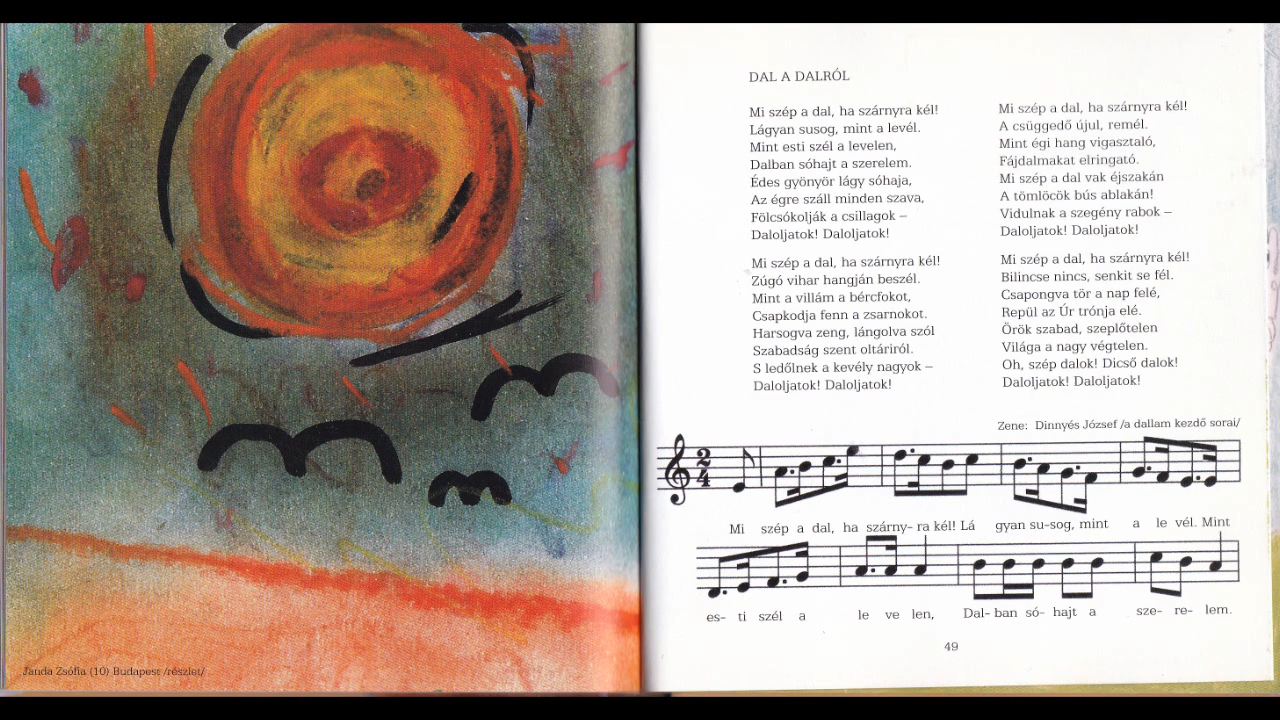 Janda Zsófia (10) Budapest /részlet/
DAL A DALRÓL
Mi szép a dal, ha szárnyra kél!
Lágyan susog, mint a levél.
Mint esti szél a levelen,
Dalban sóhajt a szerelem.
Édes gyönyör lágy sóhaja,
Az égre száll minden szava,
Fölcsókolják a csillagok –
Daloljatok! Daloljatok!
Mi szép a dal, ha szárnyra kél!
Zúgó vihar hangján beszél.
Mint a villám a bércfokot,
Csapkodja fenn a zsarnokot.
Harsogva zeng, lángolva szól
Szabadság szent oltáriról.
S ledőlnek a kevély nagyok –
Daloljatok! Daloljatok!
Mi szép a dal, ha szárnyra kél!
A csüggedő újul, remél.
Mint égi hang vigasztaló,
Fájdalmakat elringató.
Mi szép a dal vak éjszakán
A tömlöcök bús ablakán!
Vidulnak a szegény rabok –
Daloljatok! Daloljatok!
Mi szép a dal, ha szárnyra kél!
Bilincse nincs, senkit se fél.
Csapongva tör a nap felé,
Repül az Úr trónja elé.
Örök szabad, szeplőtelen
Világa a nagy végtelen.
Oh, szép dalok! Dicső dalok!
Daloljatok! Daloljatok!
Zene: Dinnyés József /a dallam kezdő sorai/
2
4
Mi szép a dal, ha szárny- ra kél! Lá gyan su-sog, mint a le vél. Mint
es- ti szél a le ve len, Dal- ban só- hajt a sze- re- lem.
49